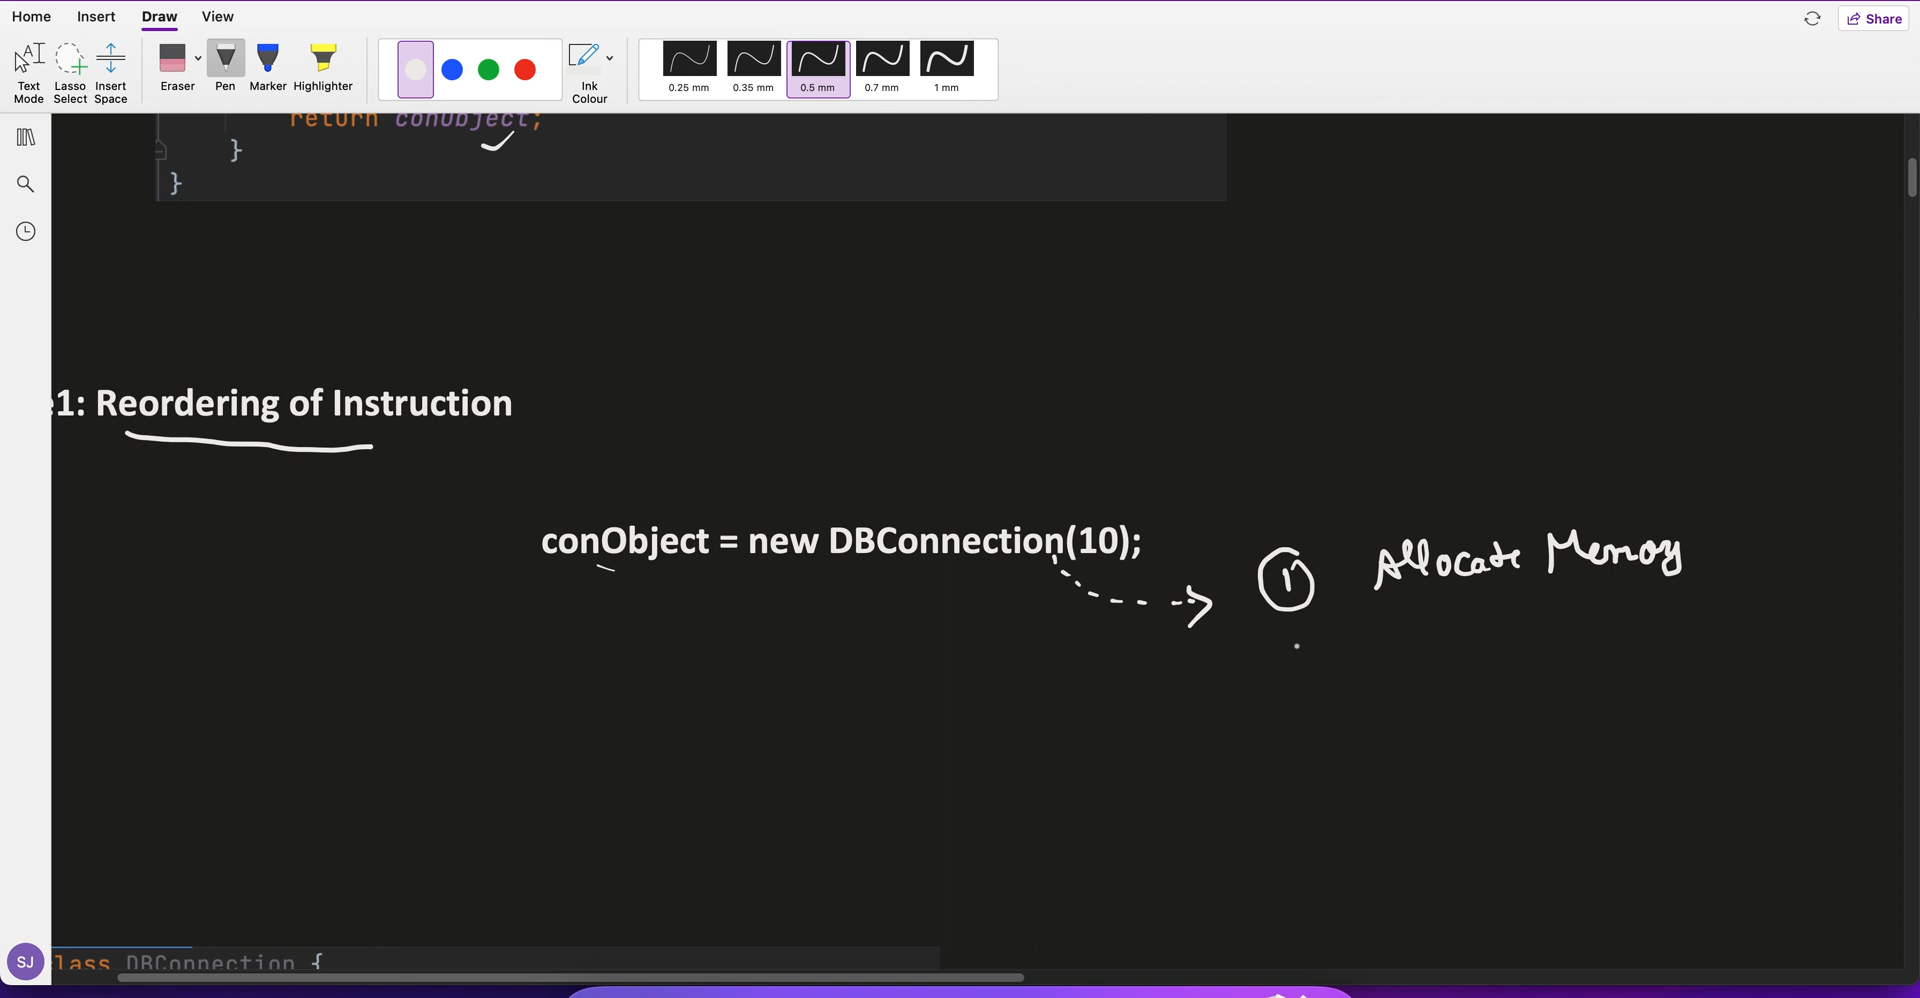 Home Insert Draw View
Share
Text Mode
Lasso Select
Insert Space
Eraser
Pen
Marker
Highlighter
Ink Colour
0.25 mm
0.35 mm
0.5 mm
0.7 mm
1 mm
return conObject;
}
}
e1: Reordering of Instruction
conObject = new DBConnection(10);
1 Allocate Memory
lass DBConnection {
SJ